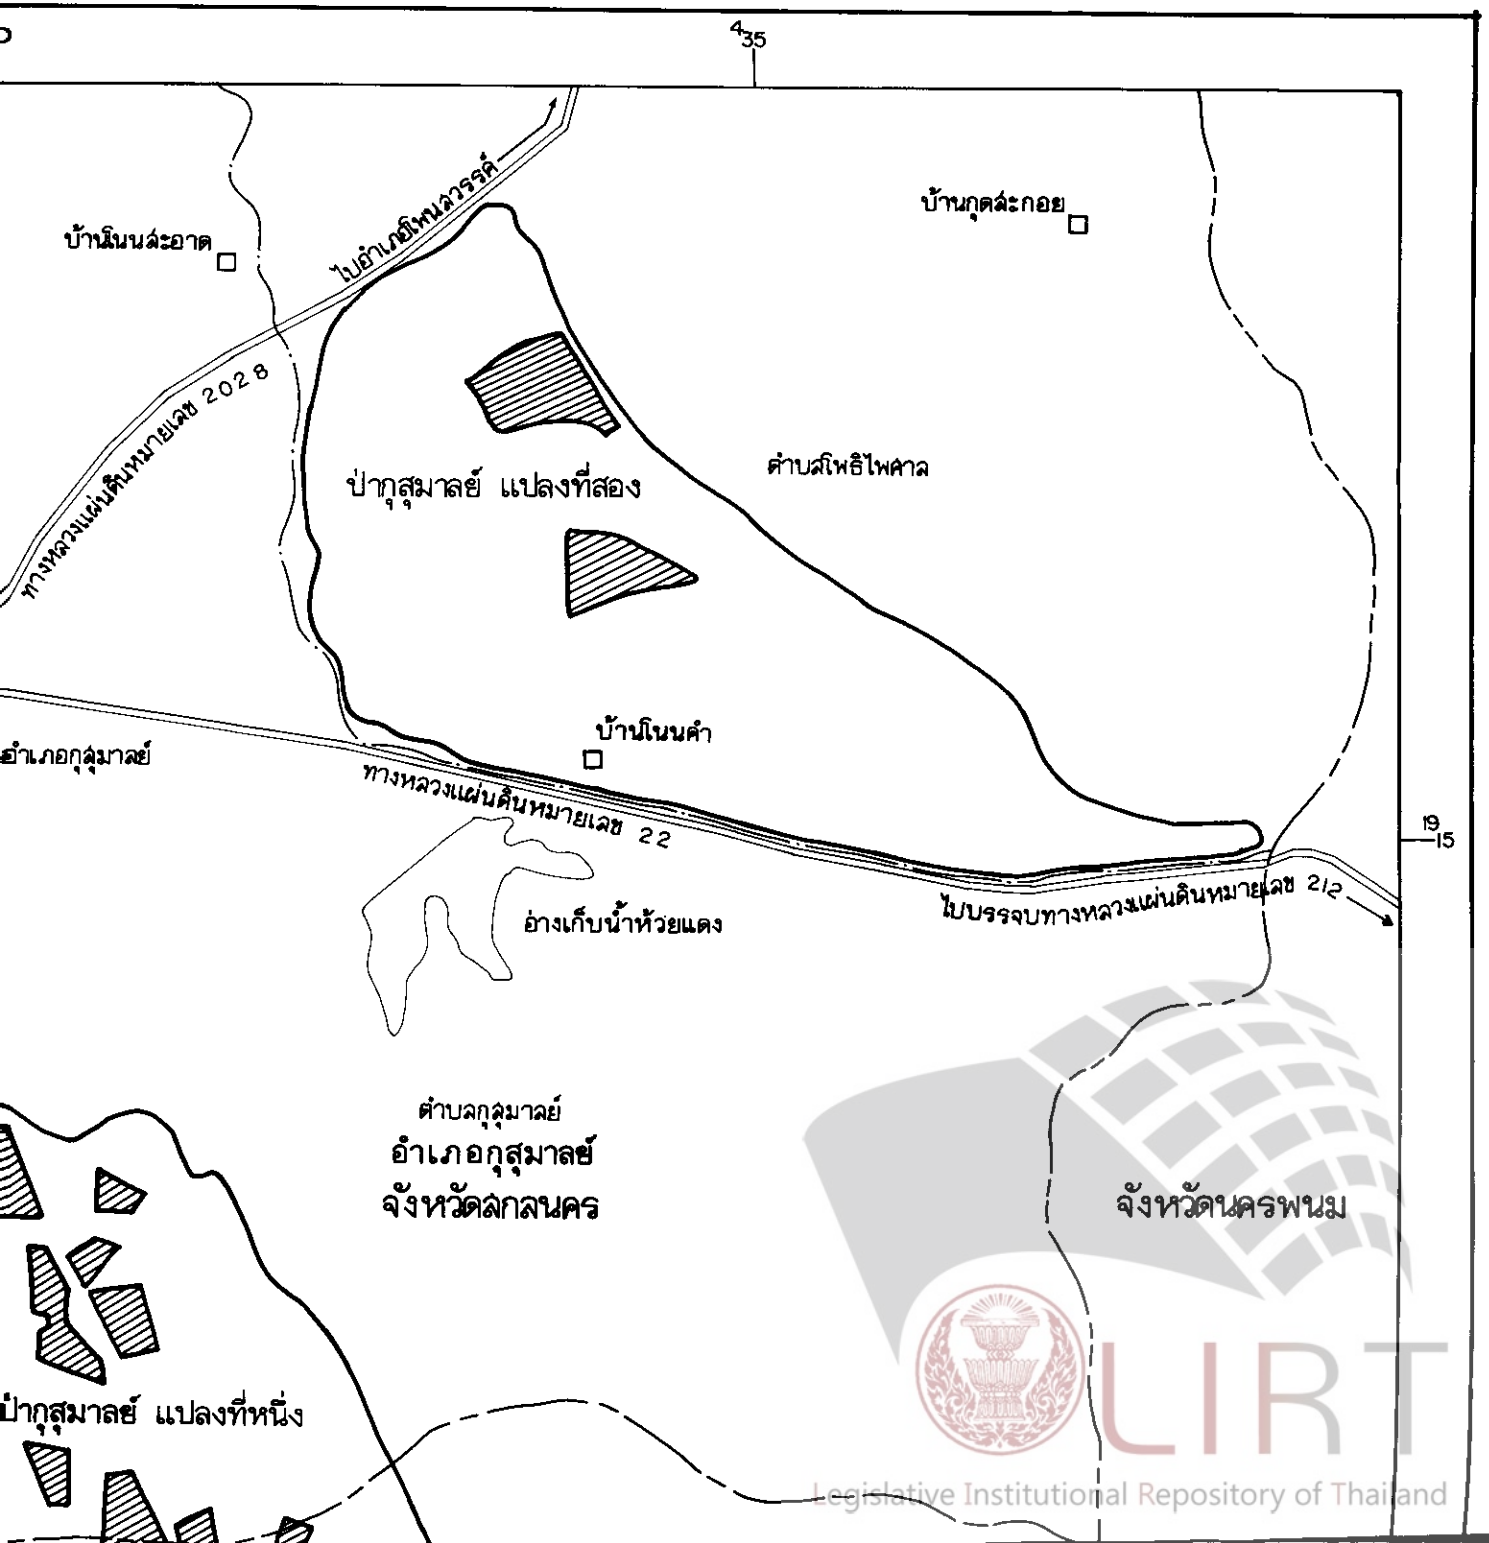 435
บ้านกุดสะกอย
ไปอำเภอโพนสวรรค์
บ้านโนนสะอาด
ทางหลวงแผ่นดินหมายเลข 2028
ตำบลโพธิไพศาล
ป่ากุสุมาลย์ แปลงที่สอง
บ้านโนนคำ
อำเภอกุสุมาลย์
ทางหลวงแผ่นดินหมายเลข 22
1915
ไปบรรจบทางหลวงแผ่นดินหมายเลข 212
อ่างเก็บน้ำห้วยแดง
ตำบลกุสุมาลย์
อำเภอกุสุมาลย์
จังหวัดสกลนคร
จังหวัดนครพนม
ป่ากุสุมาลย์ แปลงที่หนึ่ง
LIRT
Legislative Institutional Repository of Thailand